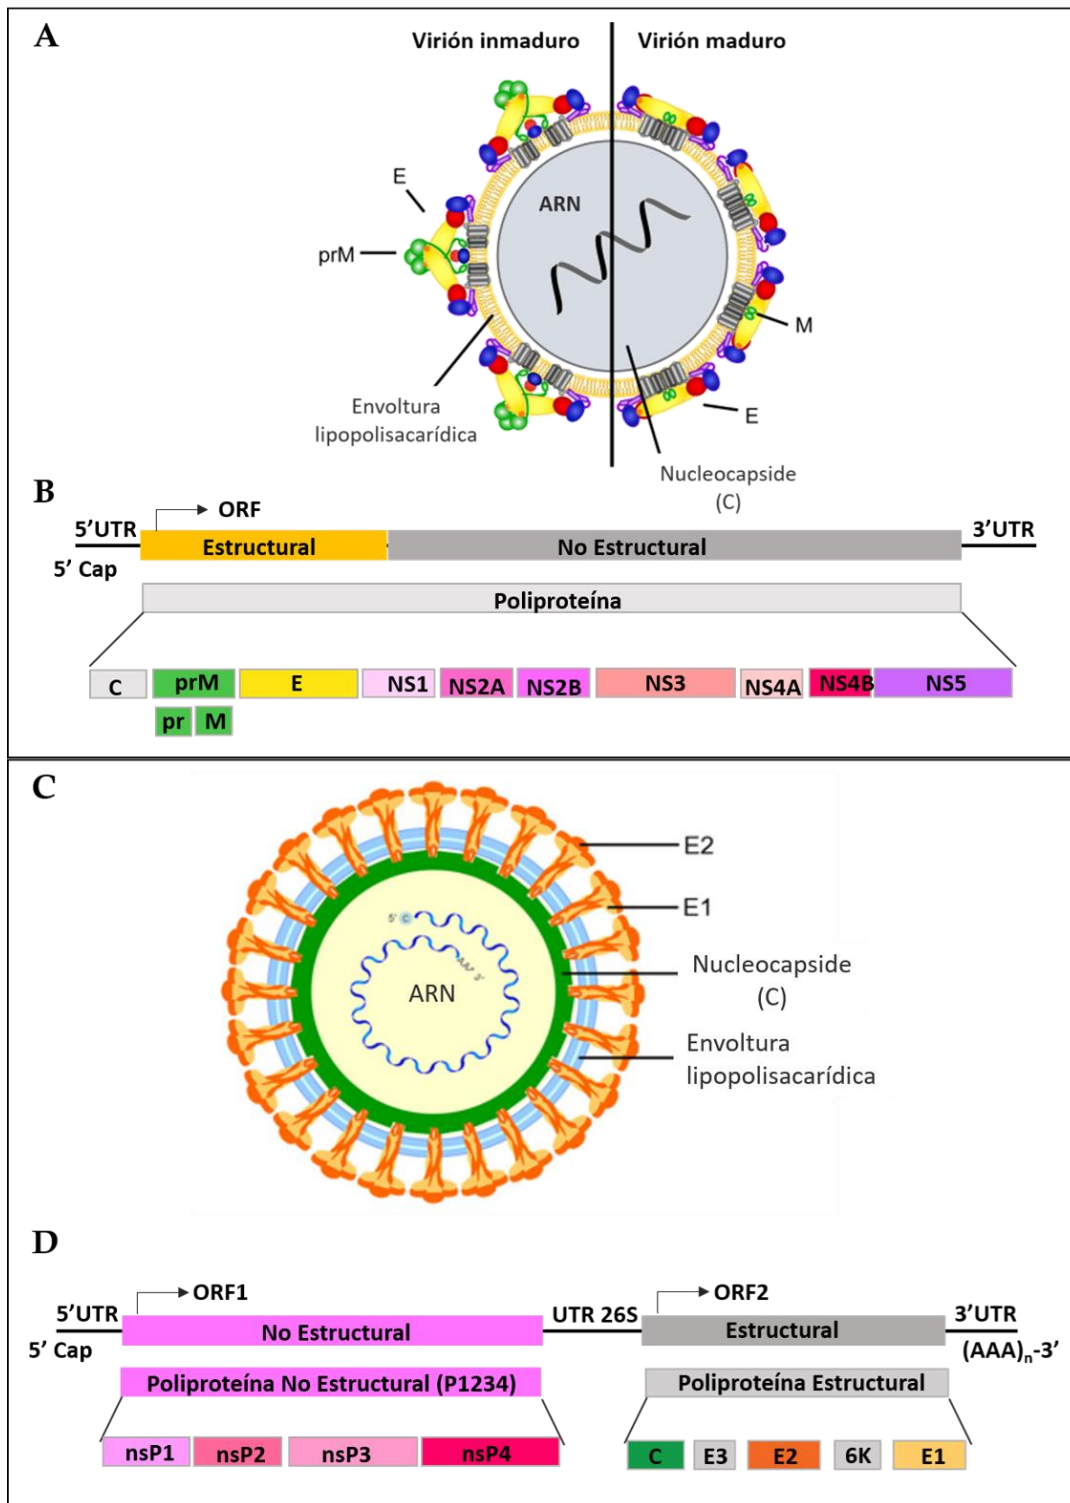 A
Virión inmaduro
Virión maduro
E
ARN
prM
M
E
Envoltura
lipopolisacarídica
Nucleocapside
(C)
B
ORF
5'UTR
Estructural
No Estructural
3'UTR
5' Cap
Poliproteína
C
prM
E
NS1
NS2A
NS2B
NS3
NS4A
NS4B
NS5
pr
M
C
E2
E1
5' C
AAA 3'
ARN
Nucleocapside
(C)
Envoltura
lipopolisacarídica
D
ORF1
ORF2
5'UTR
No Estructural
UTR 26S
Estructural
3'UTR
5' Cap
(AAA)n-3'
Poliproteína No Estructural (P1234)
Poliproteína Estructural
nsP1
nsP2
nsP3
nsP4
C
E3
E2
6K
E1